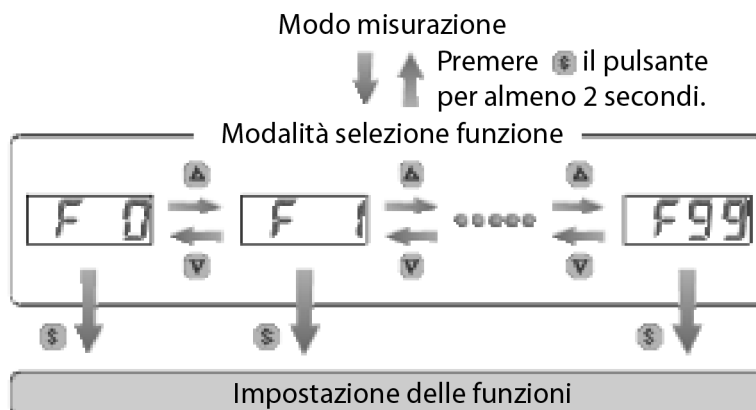 Modo misurazione
Premere S il pulsante
per almeno 2 secondi.
Modalità selezione funzione
F 0 F 1 F99
S S S
Impostazione delle funzioni